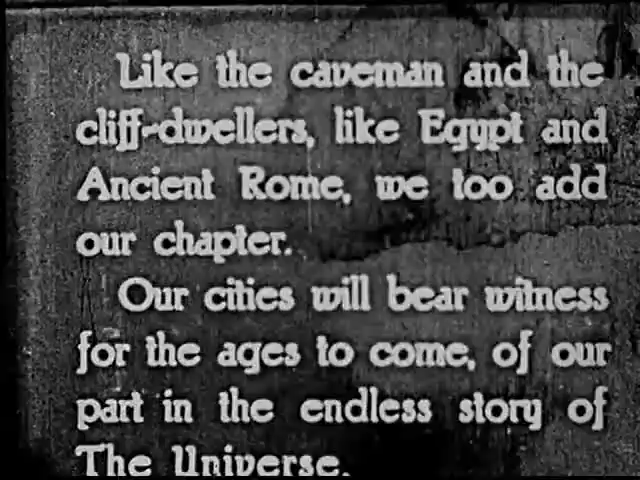 Like the caveman and the
cliff-dwellers, like Egypt and
Ancient Rome, we too add
our chapter.
Our cities will bear witness
for the ages to come, of our
part in the endless story of
The Universe.